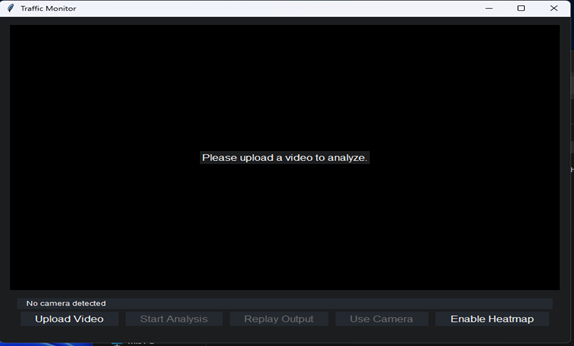 Traffic Monitor
Please upload a video to analyze.
No camera detected
Upload Video Start Analysis Replay Output Use Camera Enable Heatmap